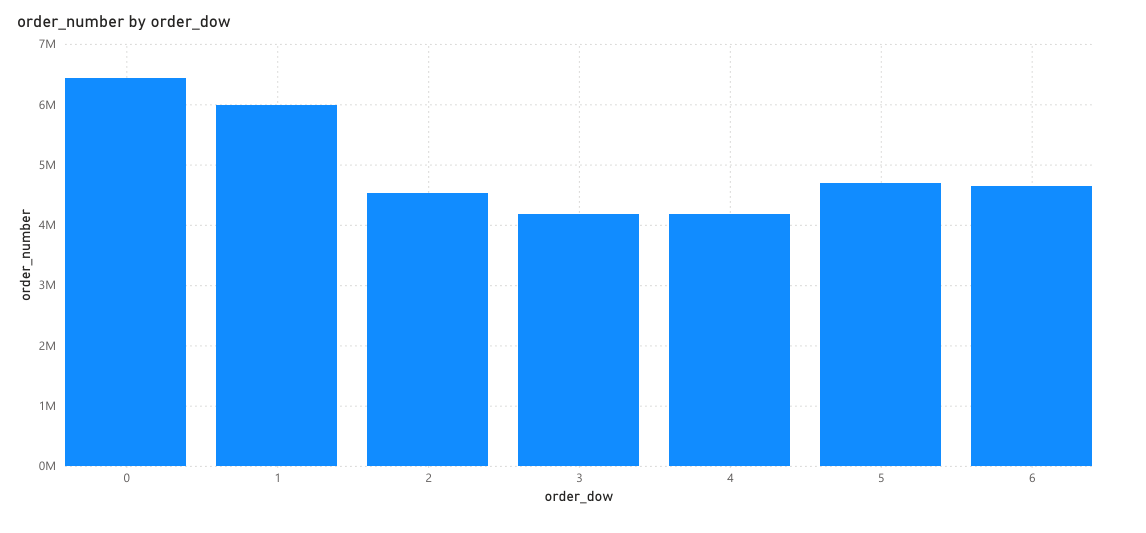 order_number by order_dow
7M
6M
5M
4M
3M
2M
1M
0M
order_number
0 1 2 3 4 5 6
order_dow